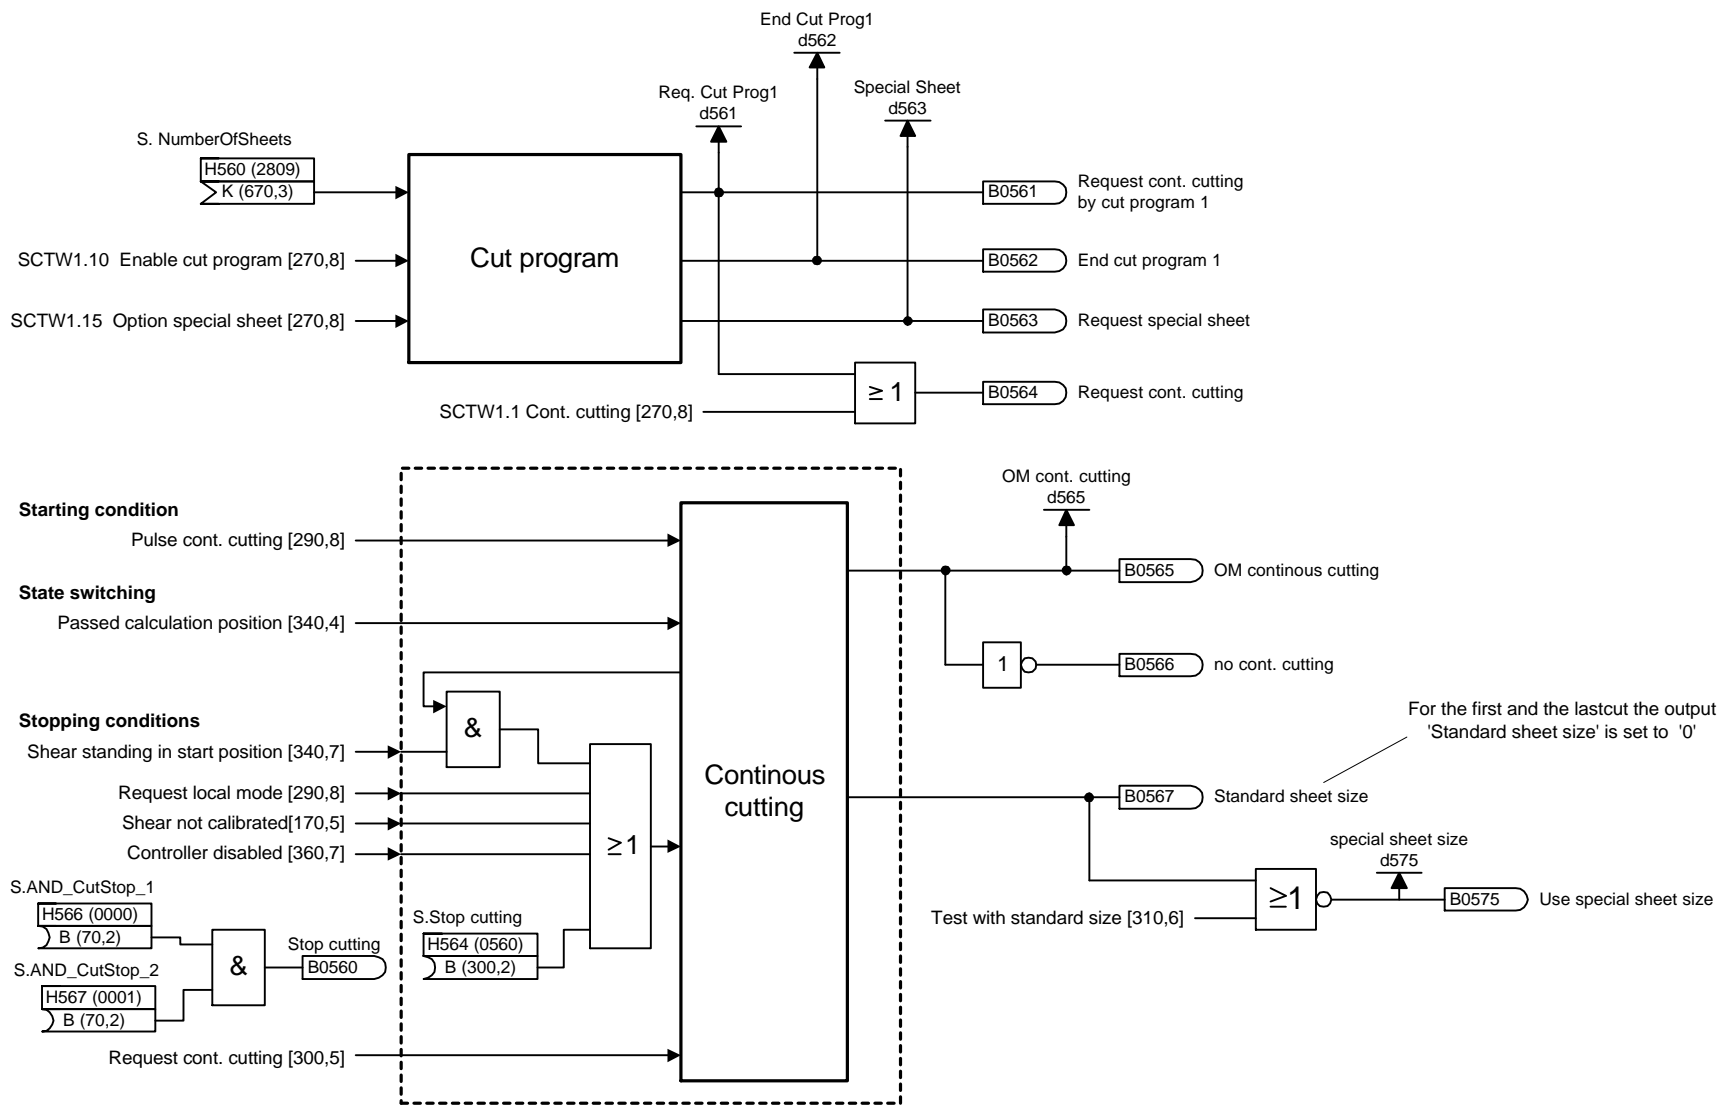 End Cut Prog1
d562
Req. Cut Prog1
d561
Special Sheet
d563
S. NumberOfSheets
H560 (2809)
K (670,3)
SCTW1.10 Enable cut program [270,8]
SCTW1.15 Option special sheet [270,8]
Cut program
B0561
Request cont. cutting
by cut program 1
B0562
End cut program 1
B0563
Request special sheet
≥ 1
B0564
Request cont. cutting
SCTW1.1 Cont. cutting [270,8]
Starting condition
Pulse cont. cutting [290,8]
State switching
Passed calculation position [340,4]
Stopping conditions
Shear standing in start position [340,7]
Request local mode [290,8]
Shear not calibrated[170,5]
Controller disabled [360,7]
&
≥1
S.AND_CutStop_1
H566 (0000)
B (70,2)
S.AND_CutStop_2
H567 (0001)
B (70,2)
&
Stop cutting
B0560
S.Stop cutting
H564 (0560)
B (300,2)
Request cont. cutting [300,5]
Continous
cutting
OM cont. cutting
d565
B0565
OM continous cutting
1
B0566
no cont. cutting
For the first and the lastcut the output
'Standard sheet size' is set to '0'
B0567
Standard sheet size
special sheet size
d575
Test with standard size [310,6]
≥1
B0575
Use special sheet size